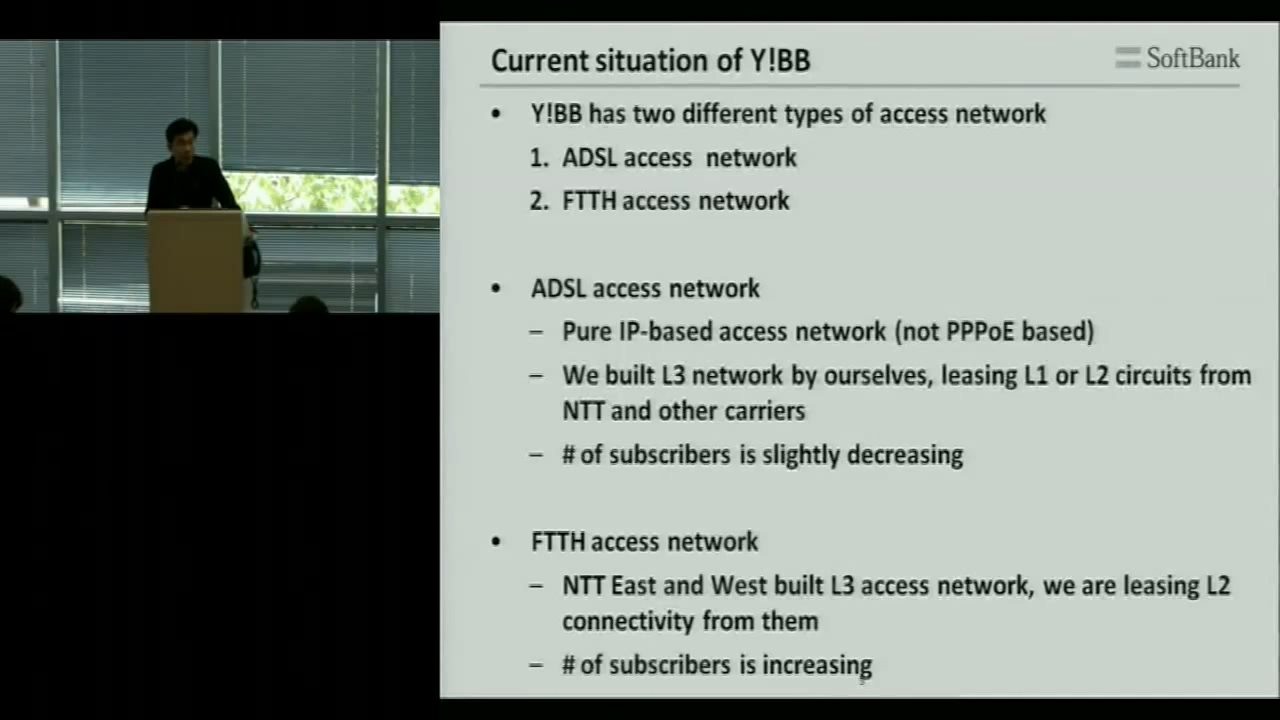 Current situation of Y!BB
SoftBank
• Y!BB has two different types of access network
1. ADSL access network
2. FTTH access network
• ADSL access network
– Pure IP-based access network (not PPPoE based)
– We built L3 network by ourselves, leasing L1 or L2 circuits from
NTT and other carriers
– # of subscribers is slightly decreasing
• FTTH access network
– NTT East and West built L3 access network, we are leasing L2
connectivity from them
– # of subscribers is increasing